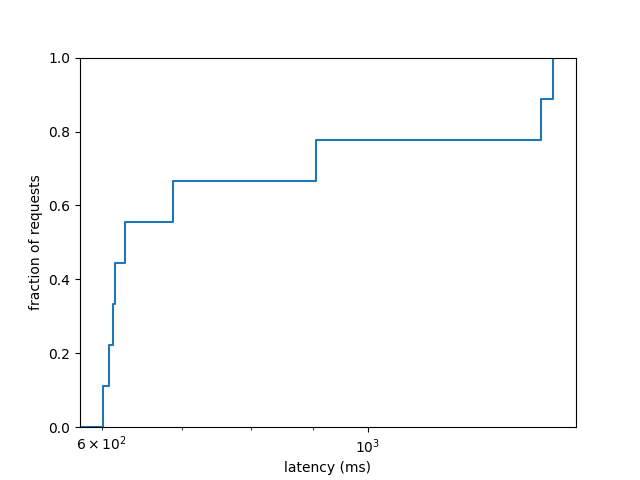 1.0
0.8
0.6
0.4
0.2
0.0
fraction of requests
6 × 10²
10³
latency (ms)